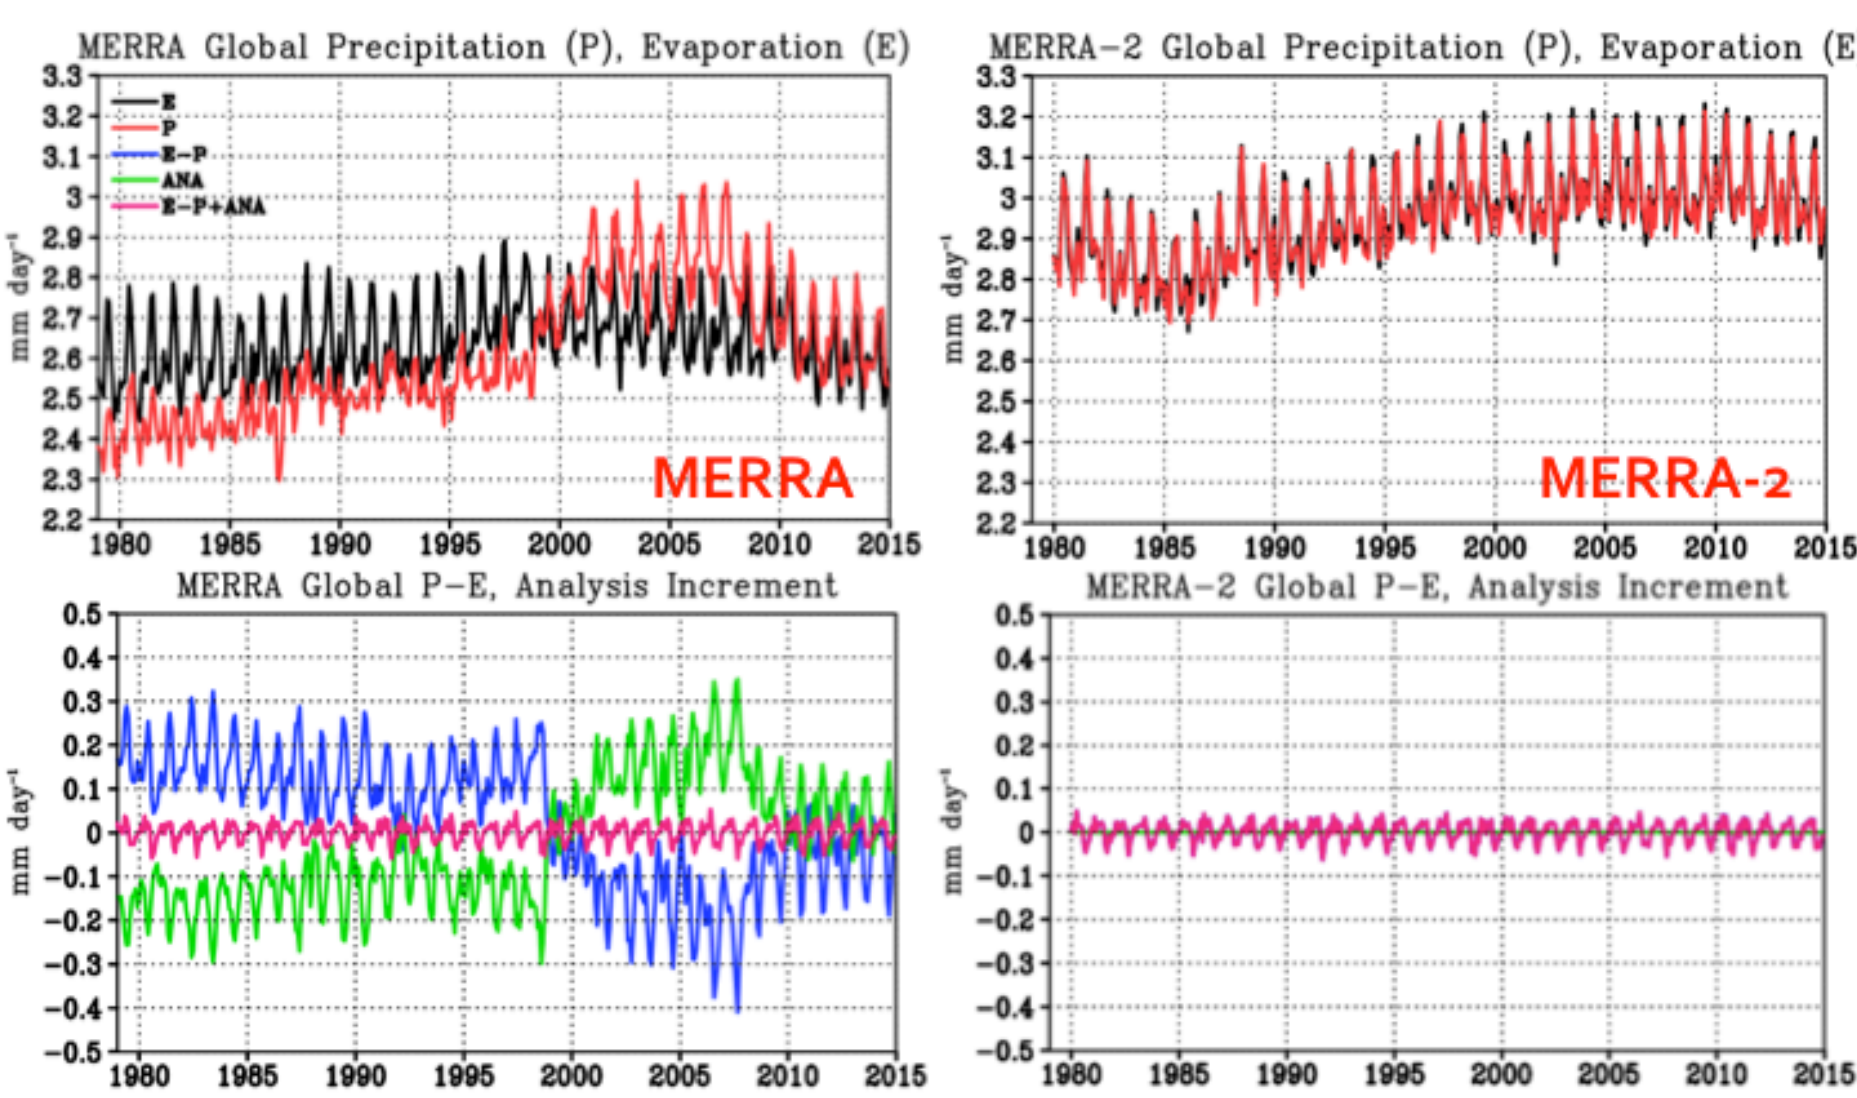 MERRA Global Precipitation (P), Evaporation (E)
3.3
3.2
3.1
3
2.9
2.8
2.7
2.6
2.5
2.4
2.3
2.2
mm day⁻¹
E
P
E-P
ANA
E-P+ANA
MERRA
1980 1985 1990 1995 2000 2005 2010 2015
MERRA-2 Global Precipitation (P), Evaporation (E
3.3
3.2
3.1
3
2.9
2.8
2.7
2.6
2.5
2.4
2.3
2.2
mm day⁻¹
MERRA-2
1980 1985 1990 1995 2000 2005 2010 2015
MERRA Global P-E, Analysis Increment
0.5
0.4
0.3
0.2
0.1
0
-0.1
-0.2
-0.3
-0.4
-0.5
mm day⁻¹
1980 1985 1990 1995 2000 2005 2010 2015
MERRA-2 Global P-E, Analysis Increment
0.5
0.4
0.3
0.2
0.1
0
-0.1
-0.2
-0.3
-0.4
-0.5
mm day⁻¹
1980 1985 1990 1995 2000 2005 2010 2015